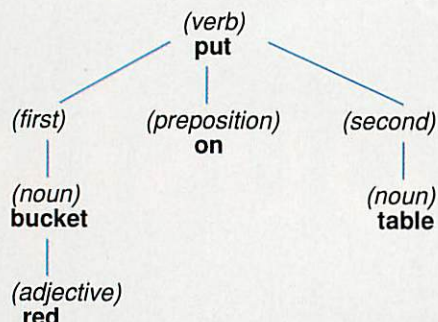 (verb)
put
(first) (preposition) (second)
on
(noun) (noun)
bucket table
(adjective)
red